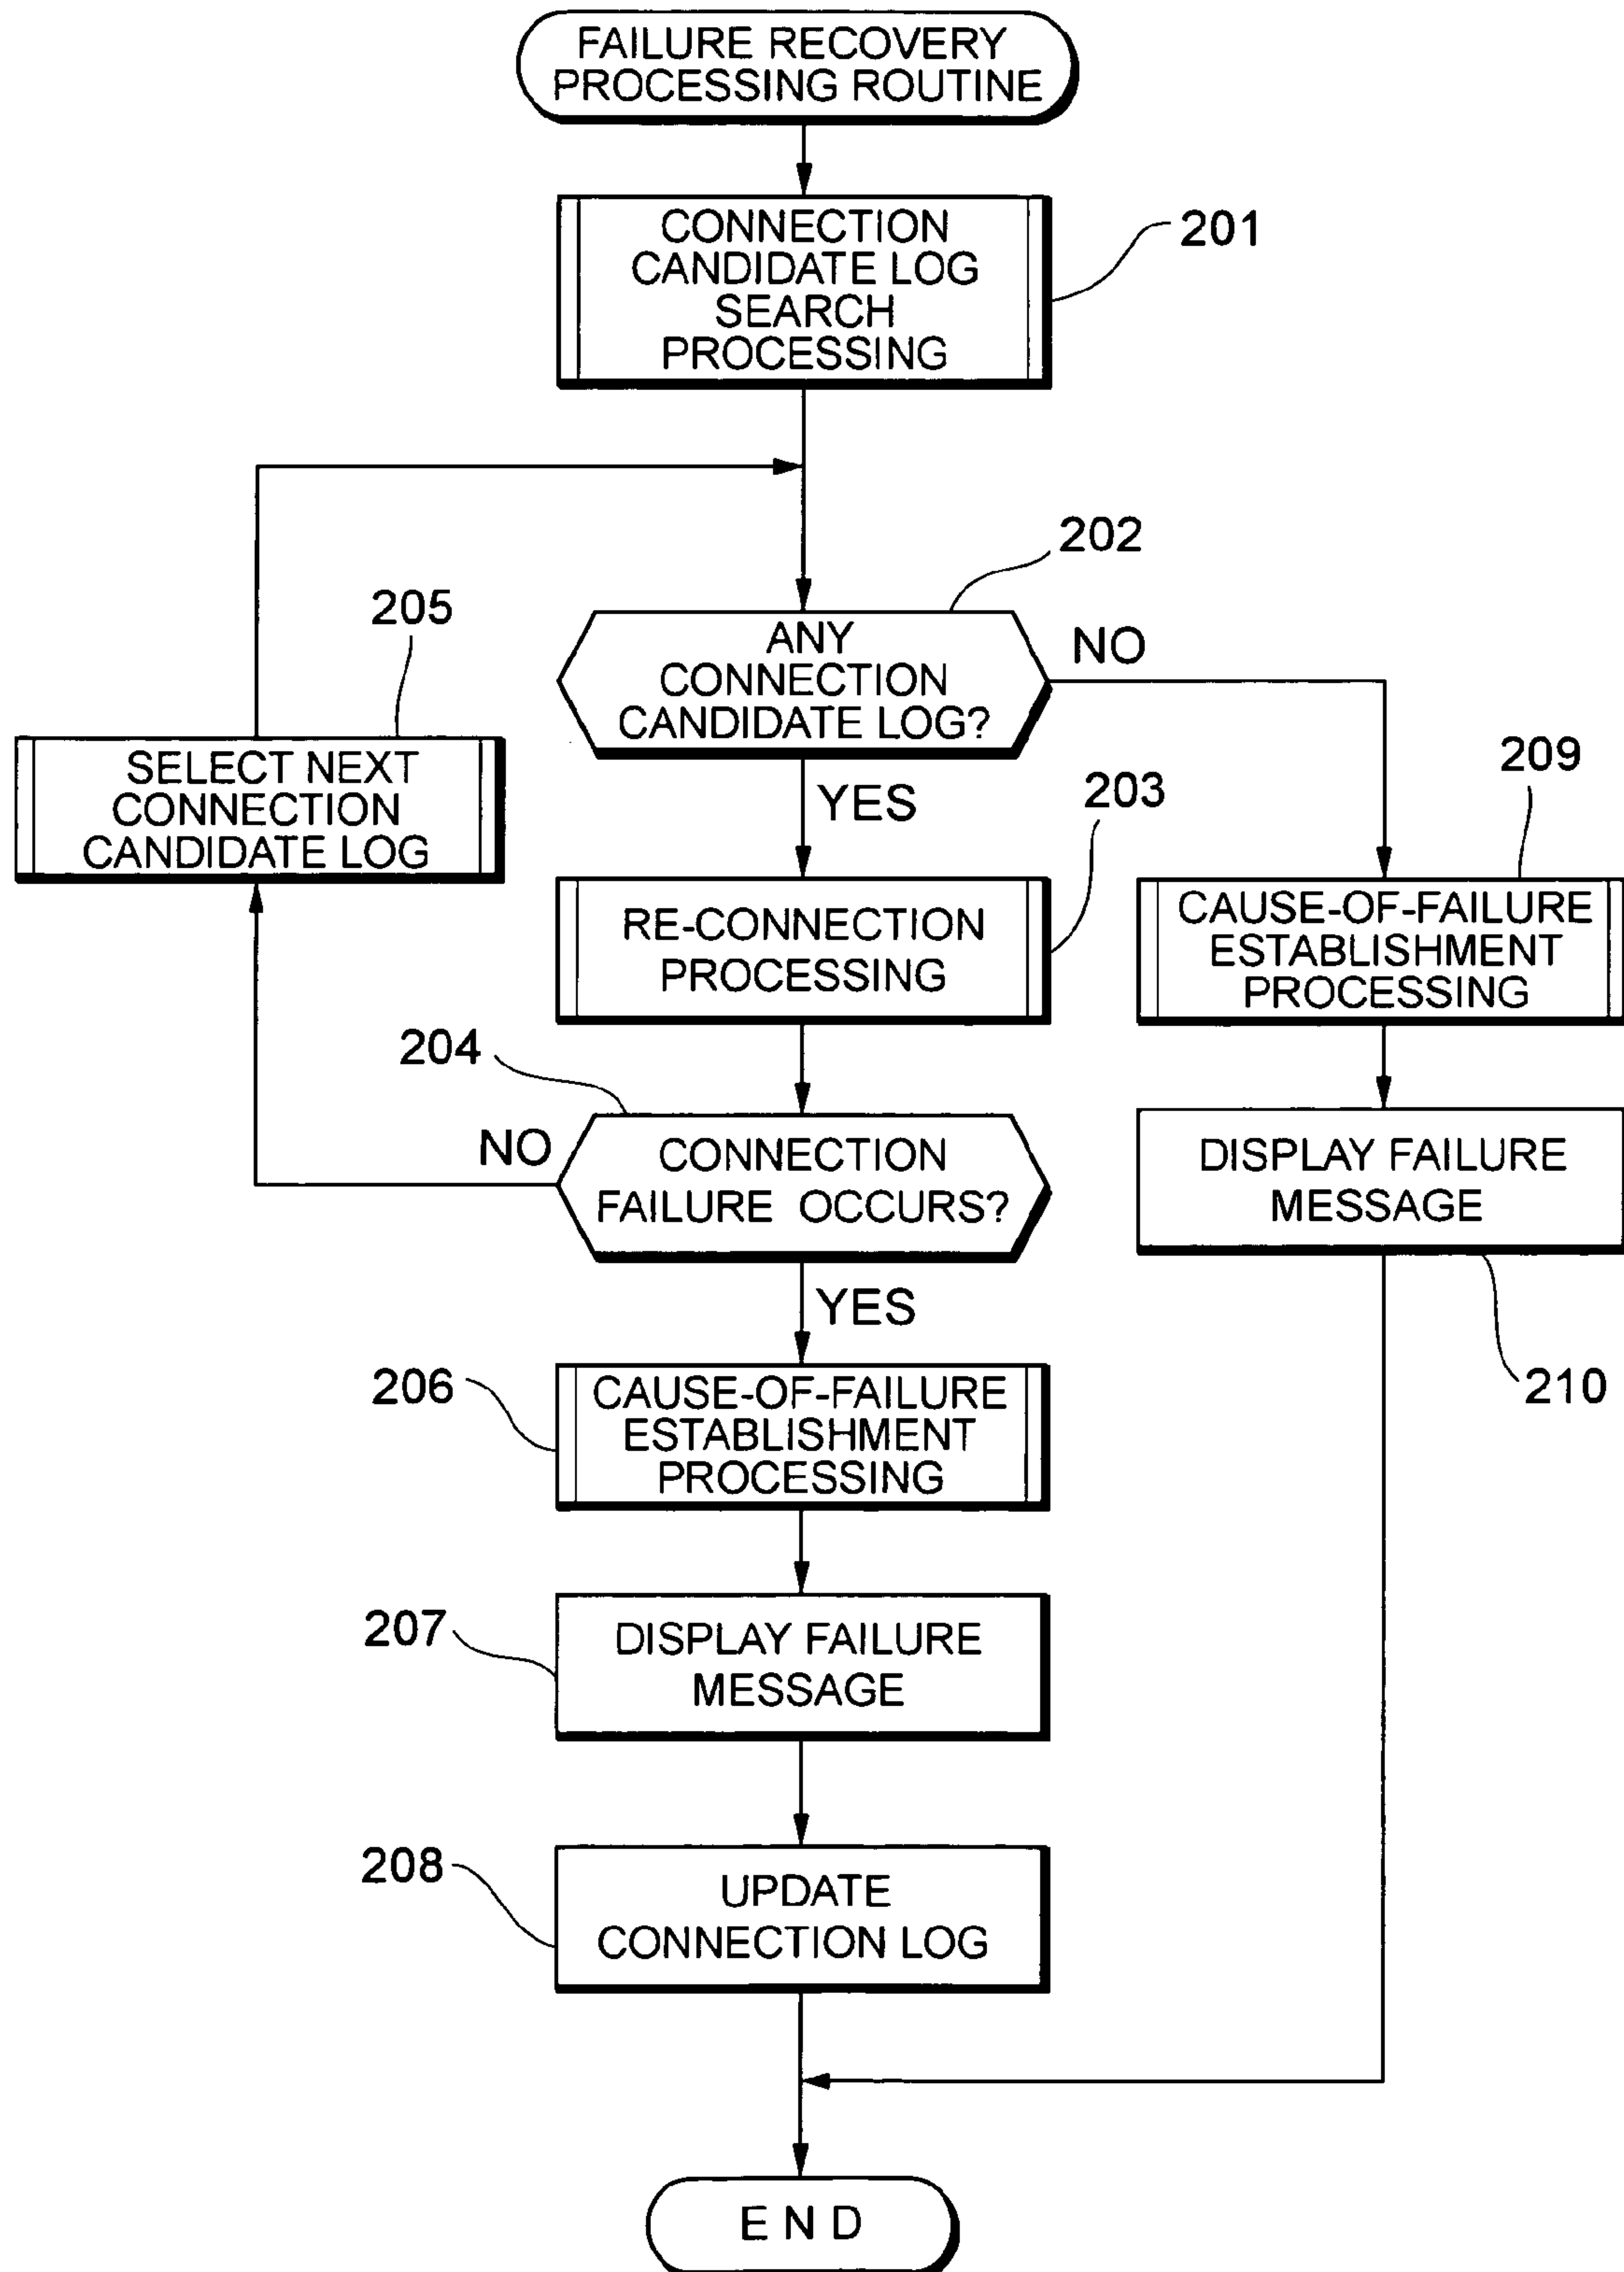 FAILURE RECOVERY
PROCESSING ROUTINE
CONNECTION
CANDIDATE LOG
SEARCH
PROCESSING
201
202
ANY
CONNECTION
CANDIDATE LOG?
NO
YES
205
SELECT NEXT
CONNECTION
CANDIDATE LOG
203
RE-CONNECTION
PROCESSING
209
CAUSE-OF-FAILURE
ESTABLISHMENT
PROCESSING
204
NO
CONNECTION
FAILURE OCCURS?
YES
DISPLAY FAILURE
MESSAGE
210
206
CAUSE-OF-FAILURE
ESTABLISHMENT
PROCESSING
207
DISPLAY FAILURE
MESSAGE
208
UPDATE
CONNECTION LOG
END